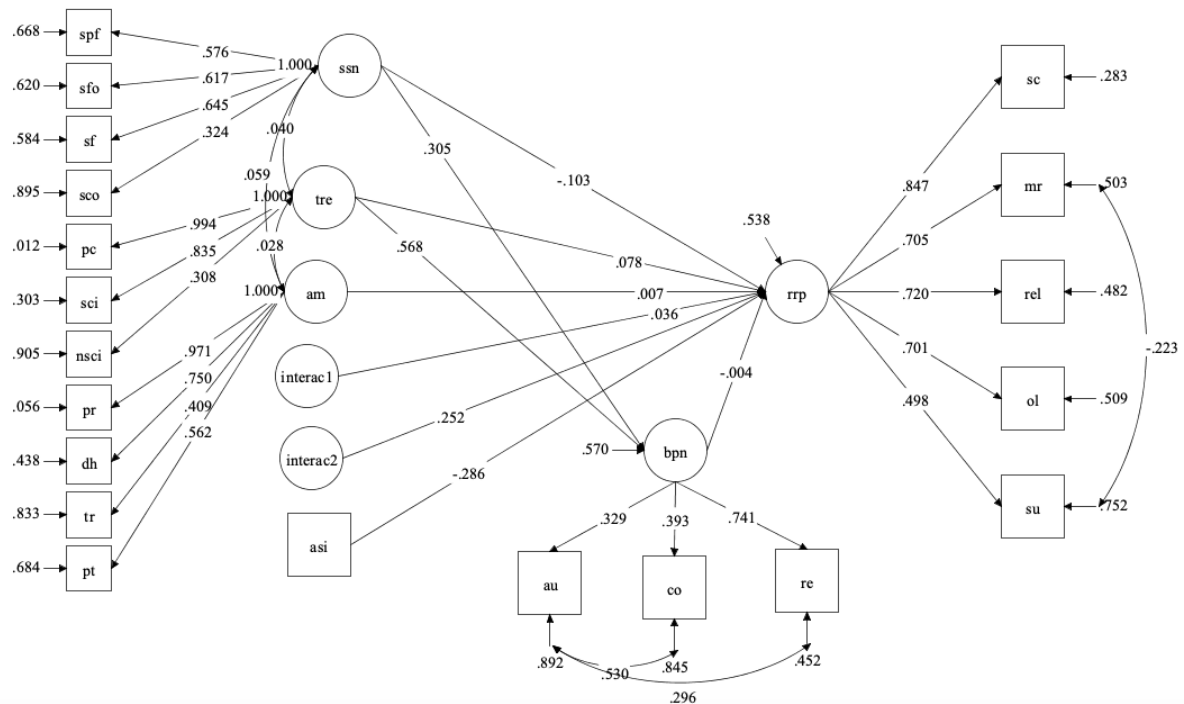 .668
spf
.576
1.000
ssn
.620
sfo
.617
.584
sf
.645
.895
sco
.324
.040
.059
.305
-.103
1.000
tre
.012
pc
.994
.303
sci
.835
.905
nsci
.308
.028
.568
.078
1.000
am
.007
.036
.056
pr
.971
.438
dh
.750
.833
tr
.409
.684
pt
.562
interac1
interac2
.252
asi
-.286
.538
rrp
-.004
.570
bpn
.329
.393
.741
au
co
re
.892
.530
.845
.452
.296
.847
sc
.283
.705
mr
.503
.720
rel
.482
-.223
.701
ol
.509
.498
su
.752